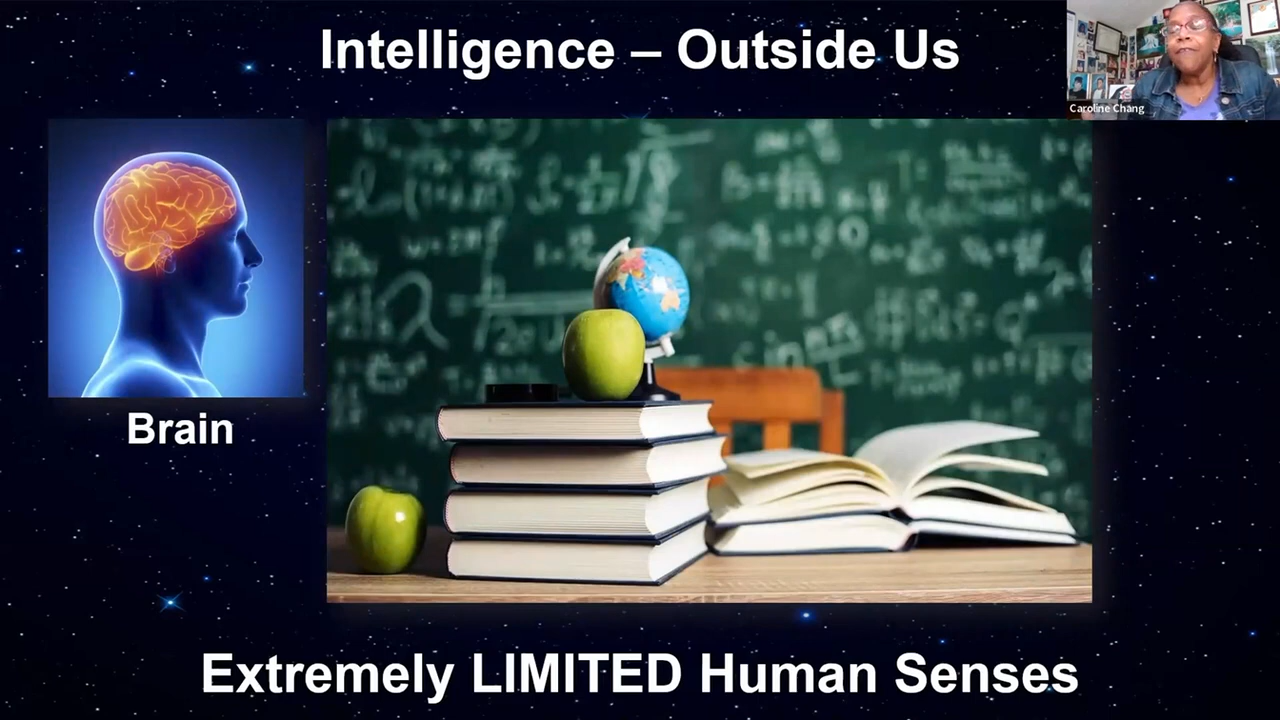 Intelligence – Outside Us
Caroline Chang
Brain
Extremely LIMITED Human Senses